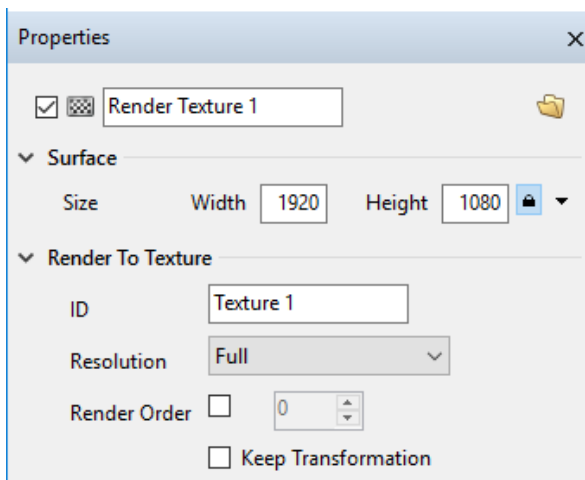 Properties
Render Texture 1
Surface
Size Width 1920 Height 1080
Render To Texture
ID Texture 1
Resolution Full
Render Order 0
Keep Transformation